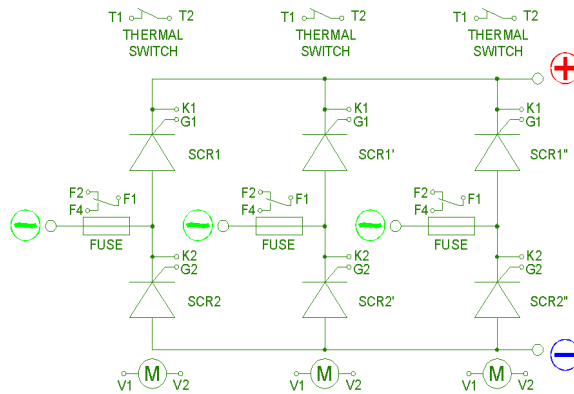 T1 T2 T1 T2 T1 T2
THERMAL THERMAL THERMAL
SWITCH SWITCH SWITCH
+
K1 K1 K1
G1 G1 G1
SCR1 SCR1' SCR1"
F2 F1 F2 F1 F2 F1
F4 F4 F4
FUSE FUSE FUSE
K2 K2 K2
G2 G2 G2
SCR2 SCR2' SCR2"
−
M M M
V1 V2 V1 V2 V1 V2